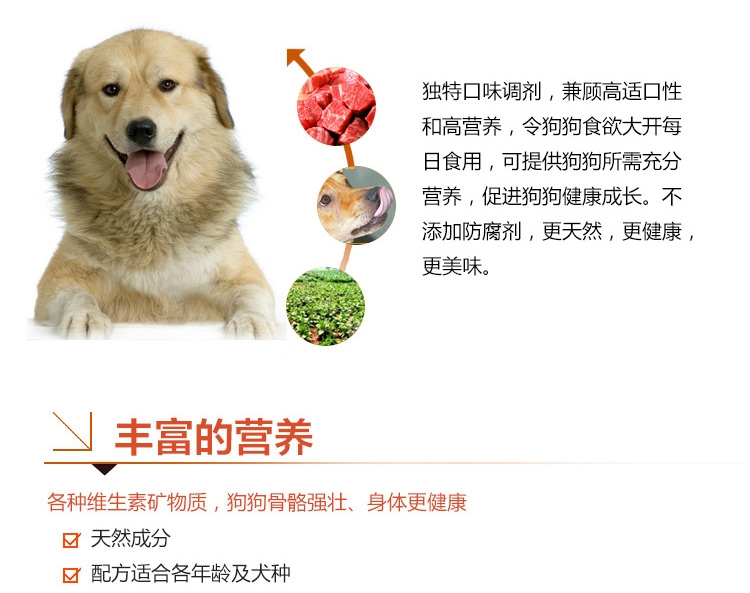 独特口味调剂，兼顾高适口性
和高营养，令狗狗食欲大开每
日食用，可提供狗狗所需充分
营养，促进狗狗健康成长。不
添加防腐剂，更天然，更健康，
更美味。
丰富的营养
各种维生素矿物质，狗狗骨骼强壮、身体更健康
天然成分
配方适合各年龄及犬种